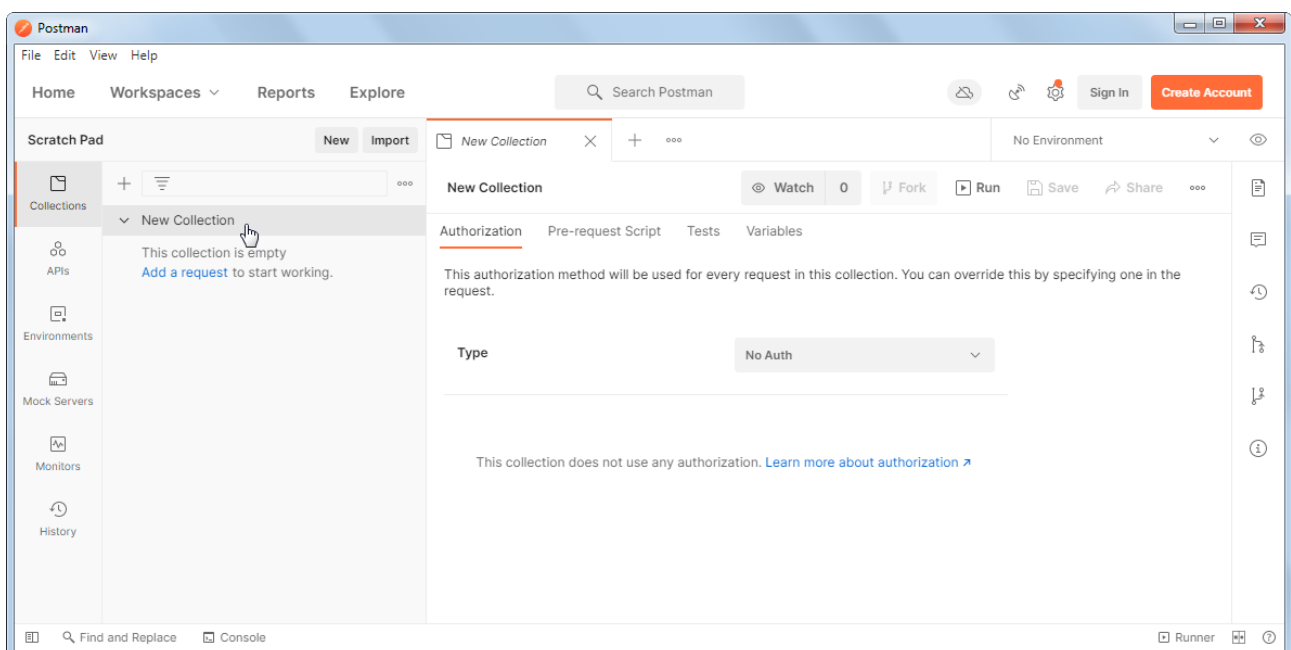 Postman
File Edit View Help
Home Workspaces Reports Explore Search Postman Sign In Create Account
Scratch Pad New Import New Collection No Environment
New Collection Watch 0 Fork Run Save Share
Collections
New Collection
Authorization Pre-request Script Tests Variables
This collection is empty
Add a request to start working.
APIs
This authorization method will be used for every request in this collection. You can override this by specifying one in the
request.
Environments
Type No Auth
Mock Servers
Monitors
This collection does not use any authorization. Learn more about authorization
History
Find and Replace Console Runner